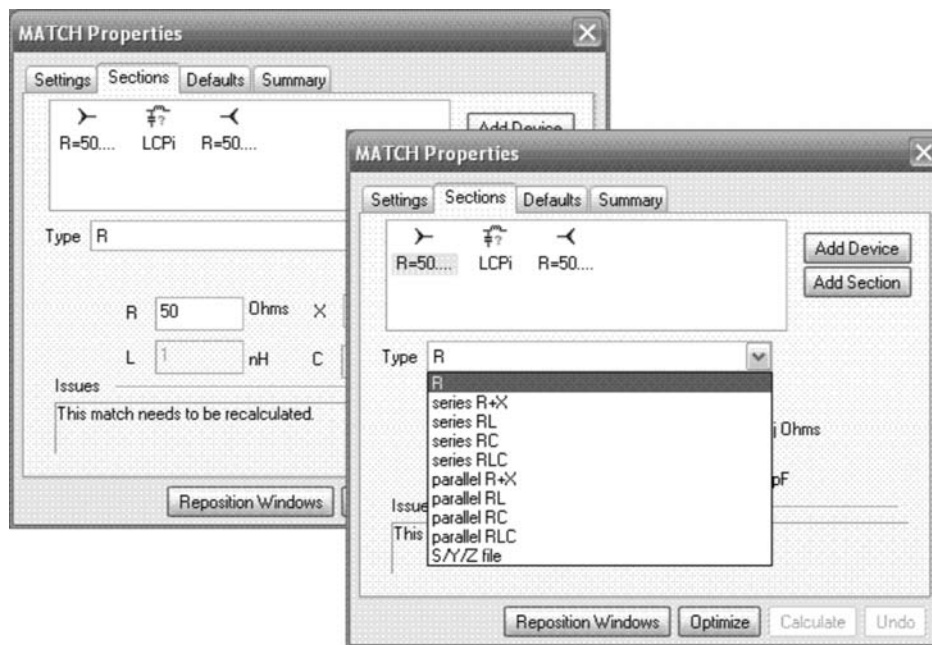 MATCH Properties
Settings Sections Defaults Summary
R=50.... LCPi R=50....
?
Add Device
Type R
R 50 Ohms X
L 1 nH C
Issues
This match needs to be recalculated.
Reposition Windows
MATCH Properties
Settings Sections Defaults Summary
?
R=50.... LCPi R=50....
Add Device
Add Section
Type R
R
series R+X
series RL
series RC
series RLC
parallel R+X
parallel RL
parallel RC
parallel RLC
S/Y/Z file
j Ohms
pF
Issue
This
Reposition Windows Optimize Calculate Undo